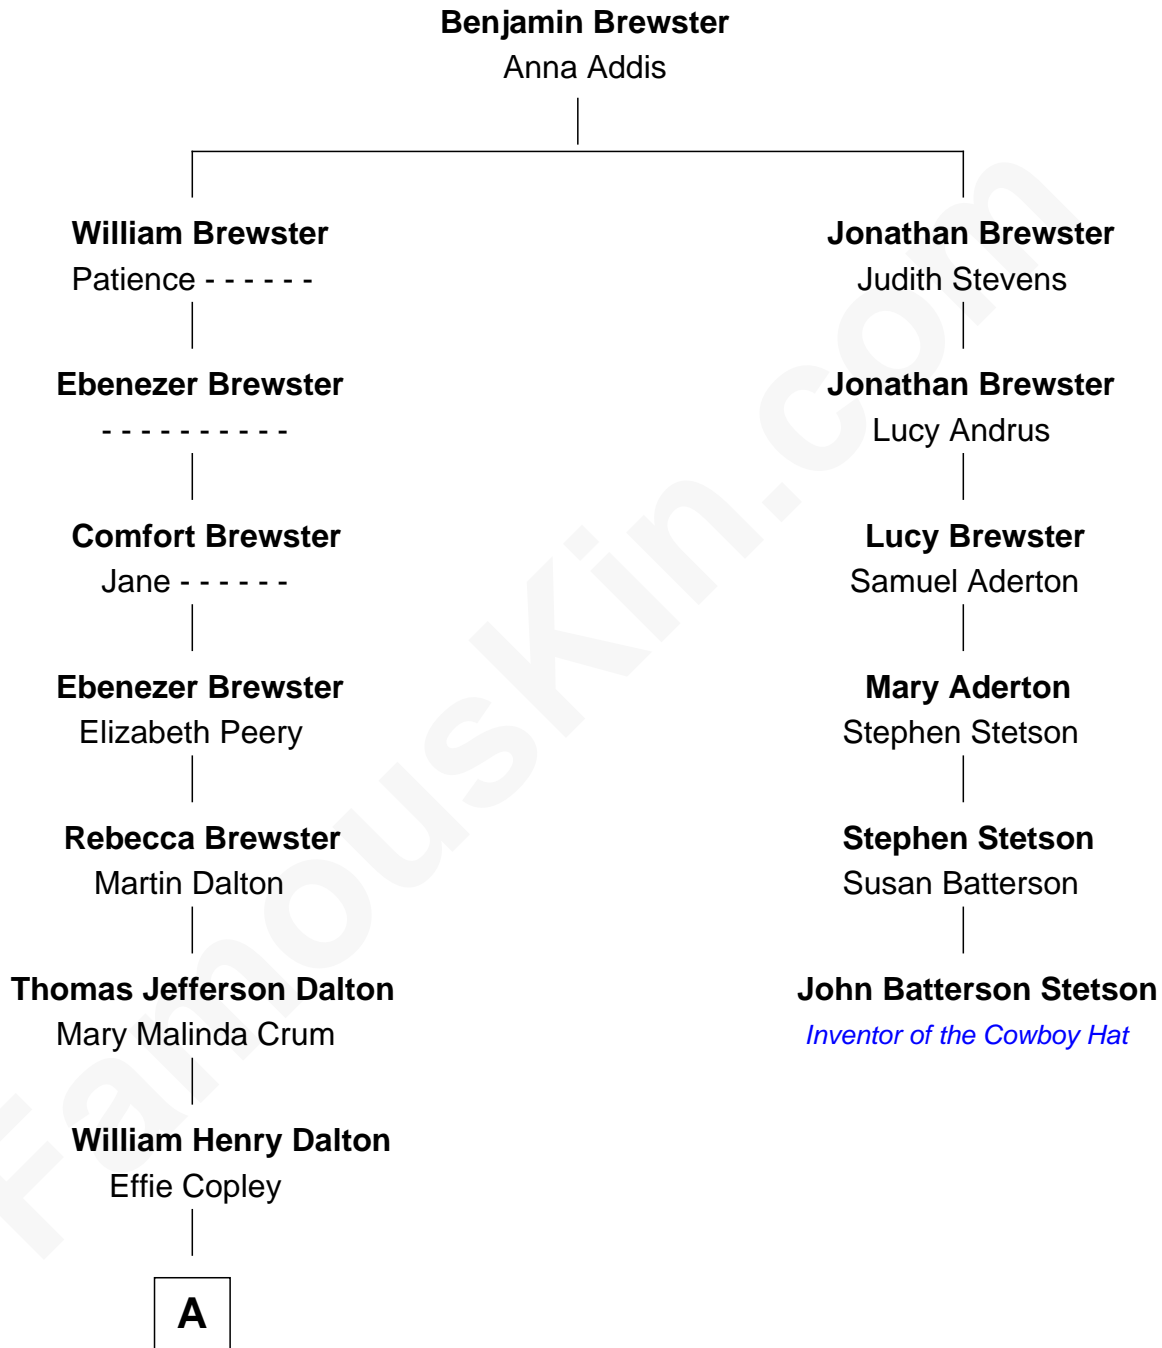 Benjamin Brewster
Anna Addis
William Brewster
Patience - - - - - -
Jonathan Brewster
Judith Stevens
Ebenezer Brewster
- - - - - - - - - -
Jonathan Brewster
Lucy Andrus
Comfort Brewster
Jane - - - - - -
Lucy Brewster
Samuel Aderton
Ebenezer Brewster
Elizabeth Peery
Mary Aderton
Stephen Stetson
Rebecca Brewster
Martin Dalton
Stephen Stetson
Susan Batterson
Thomas Jefferson Dalton
Mary Malinda Crum
John Batterson Stetson
Inventor of the Cowboy Hat
William Henry Dalton
Effie Copley
A
FamousKin.com